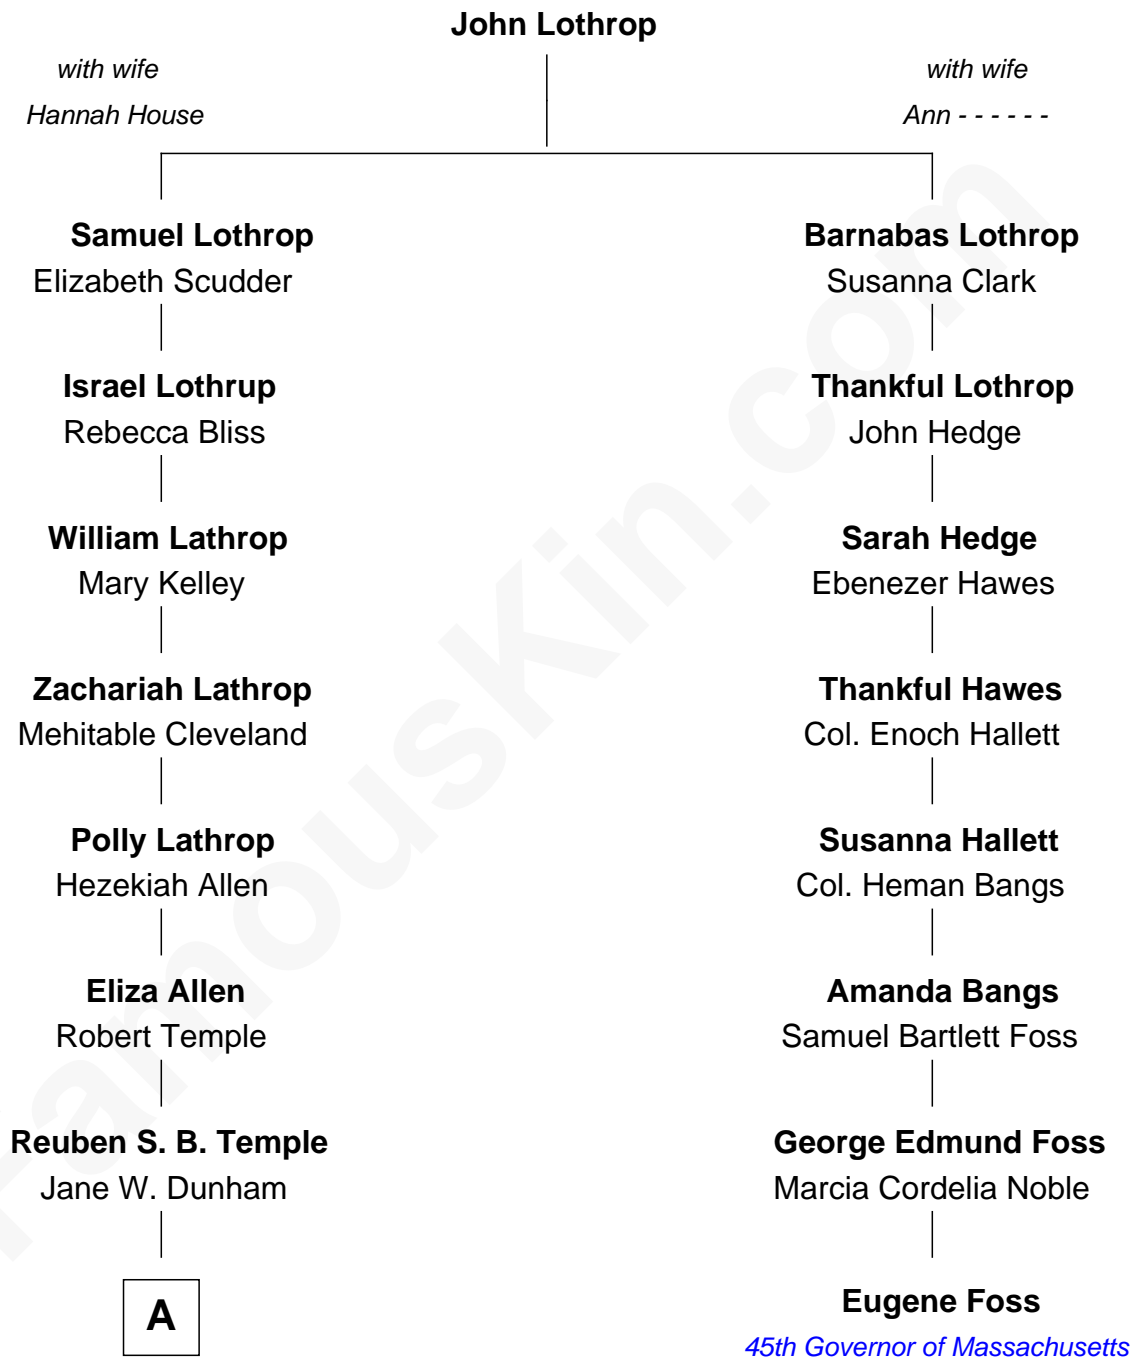 John Lothrop
with wife
Hannah House
with wife
Ann - - - - - -
Samuel Lothrop
Elizabeth Scudder
Barnabas Lothrop
Susanna Clark
Israel Lothrup
Rebecca Bliss
Thankful Lothrop
John Hedge
William Lathrop
Mary Kelley
Sarah Hedge
Ebenezer Hawes
Zachariah Lathrop
Mehitable Cleveland
Thankful Hawes
Col. Enoch Hallett
Polly Lathrop
Hezekiah Allen
Susanna Hallett
Col. Heman Bangs
Eliza Allen
Robert Temple
Amanda Bangs
Samuel Bartlett Foss
Reuben S. B. Temple
Jane W. Dunham
George Edmund Foss
Marcia Cordelia Noble
A
Eugene Foss
45th Governor of Massachusetts
FamousKin.com